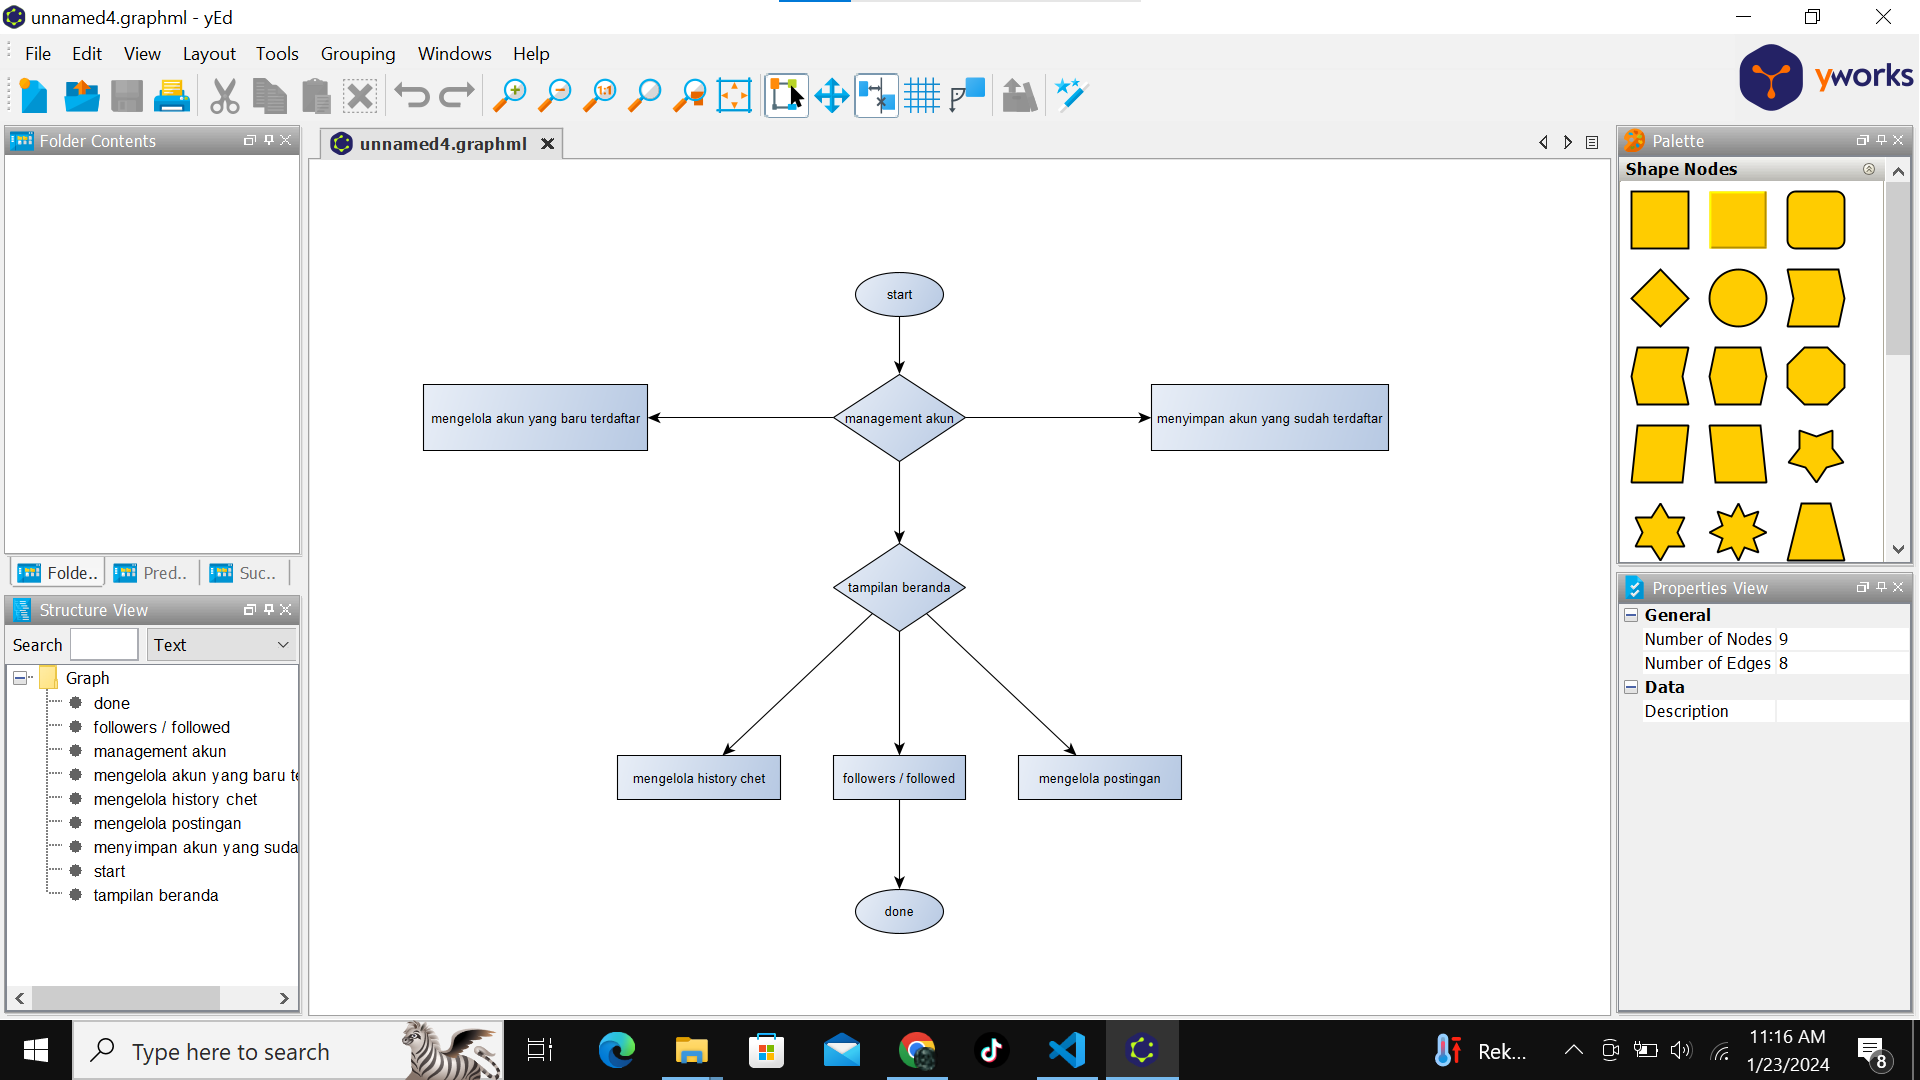 unnamed4.graphml - yEd
File Edit View Layout Tools Grouping Windows Help
1:1
yworks
Folder Contents
unnamed4.graphml
Palette
Shape Nodes
start
mengelola akun yang baru terdaftar
management akun
menyimpan akun yang sudah terdaftar
tampilan beranda
mengelola history chet
followers / followed
mengelola postingan
done
Folde.. Pred.. Suc..
Structure View
Search Text
Graph
done
followers / followed
management akun
mengelola akun yang baru te
mengelola history chet
mengelola postingan
menyimpan akun yang suda
start
tampilan beranda
Properties View
General
Number of Nodes 9
Number of Edges 8
Data
Description
Type here to search
Rek...
11:16 AM
1/23/2024
8